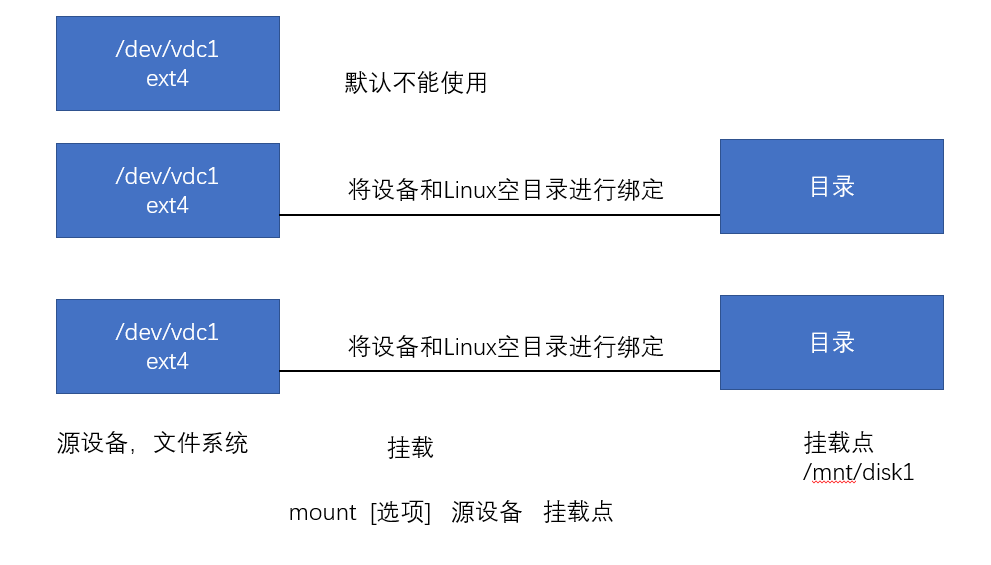 /dev/vdc1
ext4
默认不能使用
/dev/vdc1
ext4
将设备和Linux空目录进行绑定
目录
/dev/vdc1
ext4
将设备和Linux空目录进行绑定
目录
源设备，文件系统
挂载
挂载点
/mnt/disk1
mount [选项] 源设备 挂载点